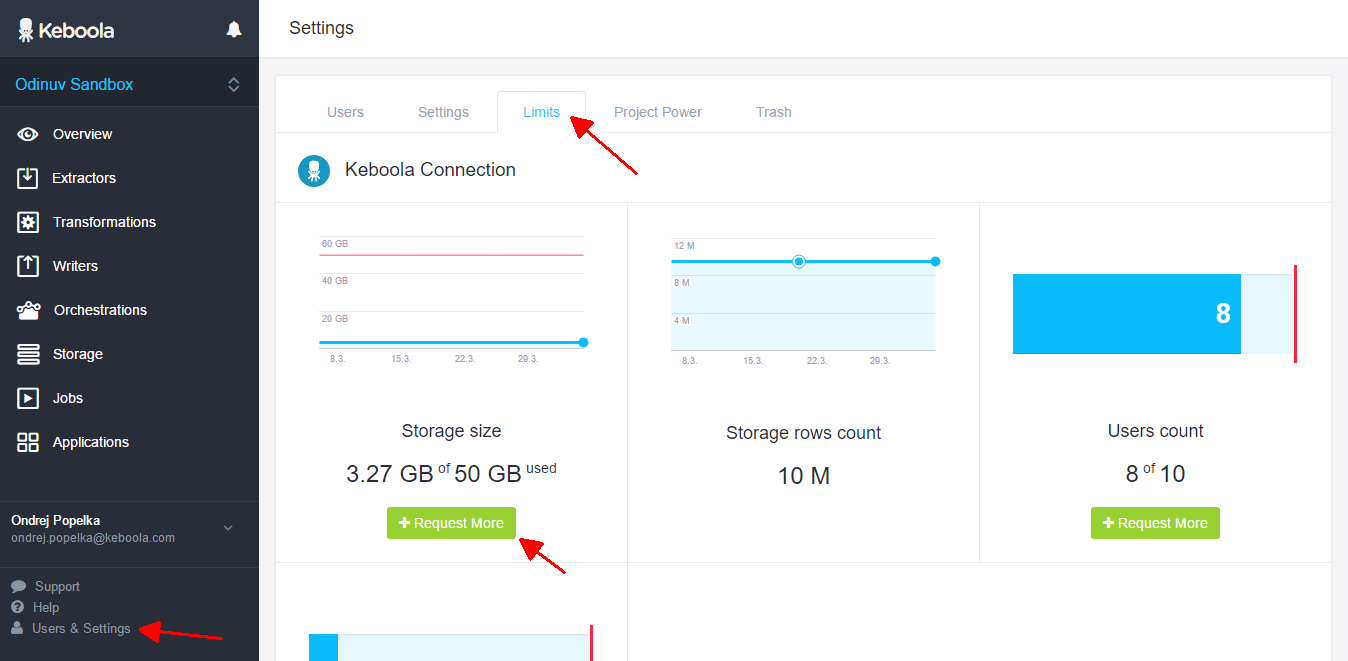 Keboola
Odinuv Sandbox
Overview
Extractors
Transformations
Writers
Orchestrations
Storage
Jobs
Applications
Ondrej Popelka
ondrej.popelka@keboola.com
Support
Help
Users & Settings
Settings
Users Settings Limits Project Power Trash
Keboola Connection
60 GB
40 GB
20 GB
8.3. 15.3. 22.3. 29.3.
Storage size
3.27 GB of 50 GB used
+ Request More
12 M
8 M
4 M
8.3. 15.3. 22.3. 29.3.
Storage rows count
10 M
8
Users count
8 of 10
+ Request More